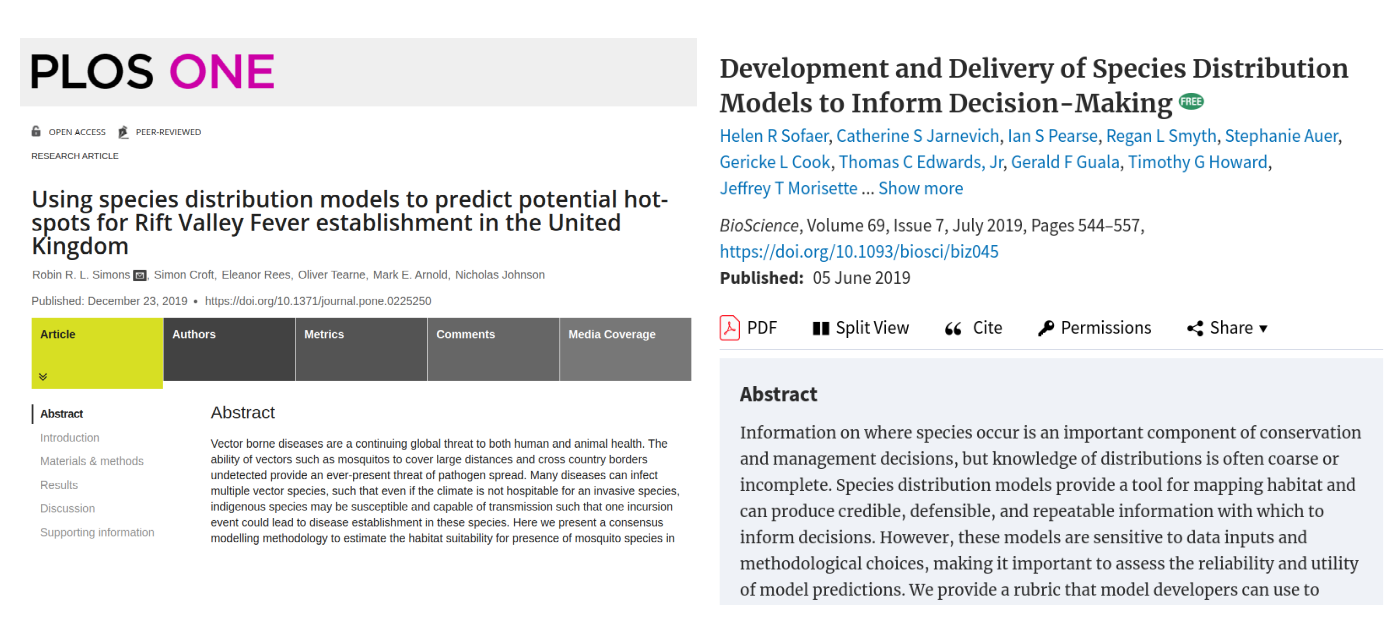 PLOS ONE
OPEN ACCESS PEER-REVIEWED
RESEARCH ARTICLE
Using species distribution models to predict potential hot-
spots for Rift Valley Fever establishment in the United
Kingdom
Robin R. L. Simons , Simon Croft, Eleanor Rees, Oliver Tearne, Mark E. Arnold, Nicholas Johnson
Published: December 23, 2019 • https://doi.org/10.1371/journal.pone.0225250
Article Authors Metrics Comments Media Coverage
Abstract
Introduction
Materials & methods
Results
Discussion
Supporting information
Abstract
Vector borne diseases are a continuing global threat to both human and animal health. The
ability of vectors such as mosquitos to cover large distances and cross country borders
undetected provide an ever-present threat of pathogen spread. Many diseases can infect
multiple vector species, such that even if the climate is not hospitable for an invasive species,
indigenous species may be susceptible and capable of transmission such that one incursion
event could lead to disease establishment in these species. Here we present a consensus
modelling methodology to estimate the habitat suitability for presence of mosquito species in
Development and Delivery of Species Distribution
Models to Inform Decision-Making FREE
Helen R Sofaer, Catherine S Jarnevich, Ian S Pearse, Regan L Smyth, Stephanie Auer,
Gericke L Cook, Thomas C Edwards, Jr, Gerald F Guala, Timothy G Howard,
Jeffrey T Morisette ... Show more
BioScience, Volume 69, Issue 7, July 2019, Pages 544–557,
https://doi.org/10.1093/biosci/biz045
Published: 05 June 2019
PDF Split View Cite Permissions Share ▼
Abstract
Information on where species occur is an important component of conservation
and management decisions, but knowledge of distributions is often coarse or
incomplete. Species distribution models provide a tool for mapping habitat and
can produce credible, defensible, and repeatable information with which to
inform decisions. However, these models are sensitive to data inputs and
methodological choices, making it important to assess the reliability and utility
of model predictions. We provide a rubric that model developers can use to